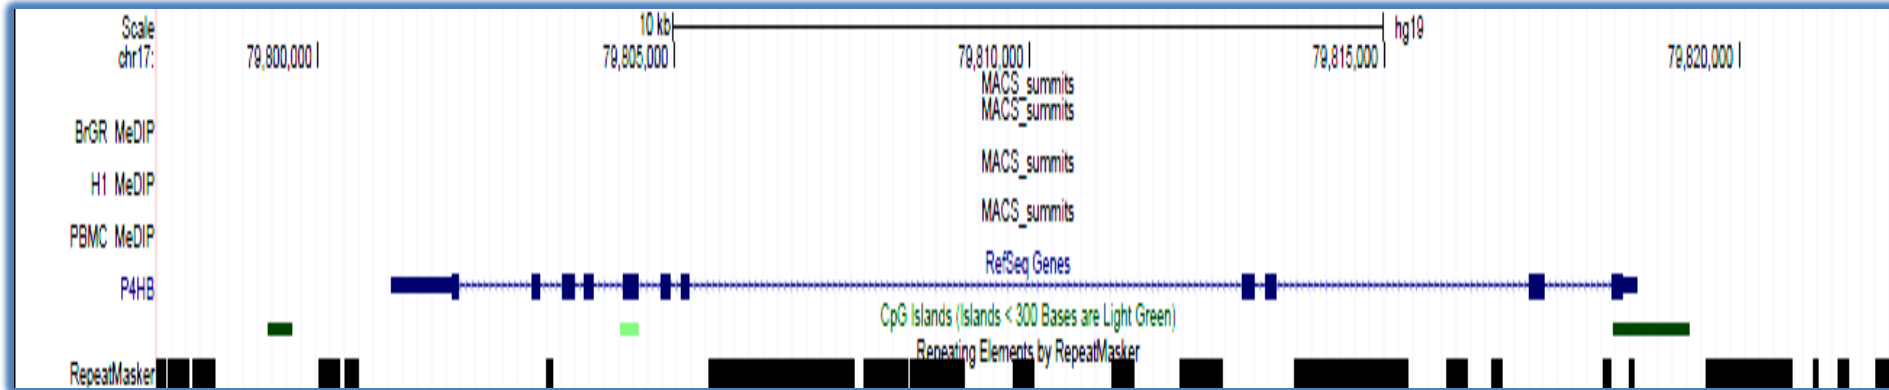 Scale 10 kb hg19
chr17: 79,800,000 79,805,000 79,810,000 79,815,000 79,820,000
MACS_summits
MACS_summits
BrGR MeDIP
MACS_summits
H1 MeDIP
MACS_summits
PBMC MeDIP
RefSeq Genes
P4HB
CpG Islands (Islands < 300 Bases are Light Green)
Repeating Elements by RepeatMasker
RepeatMasker